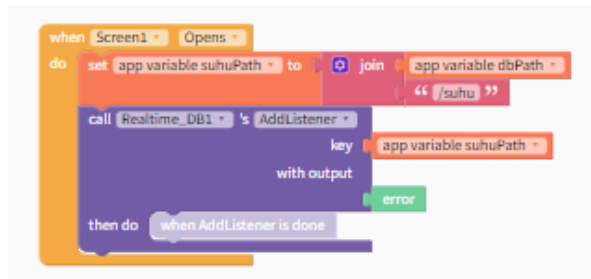 when Screen1 Opens
do set app variable suhuPath to join app variable dbPath
“ /suhu ”
call Realtime_DB1 's AddListener
key app variable suhuPath
with output
error
then do when AddListener is done